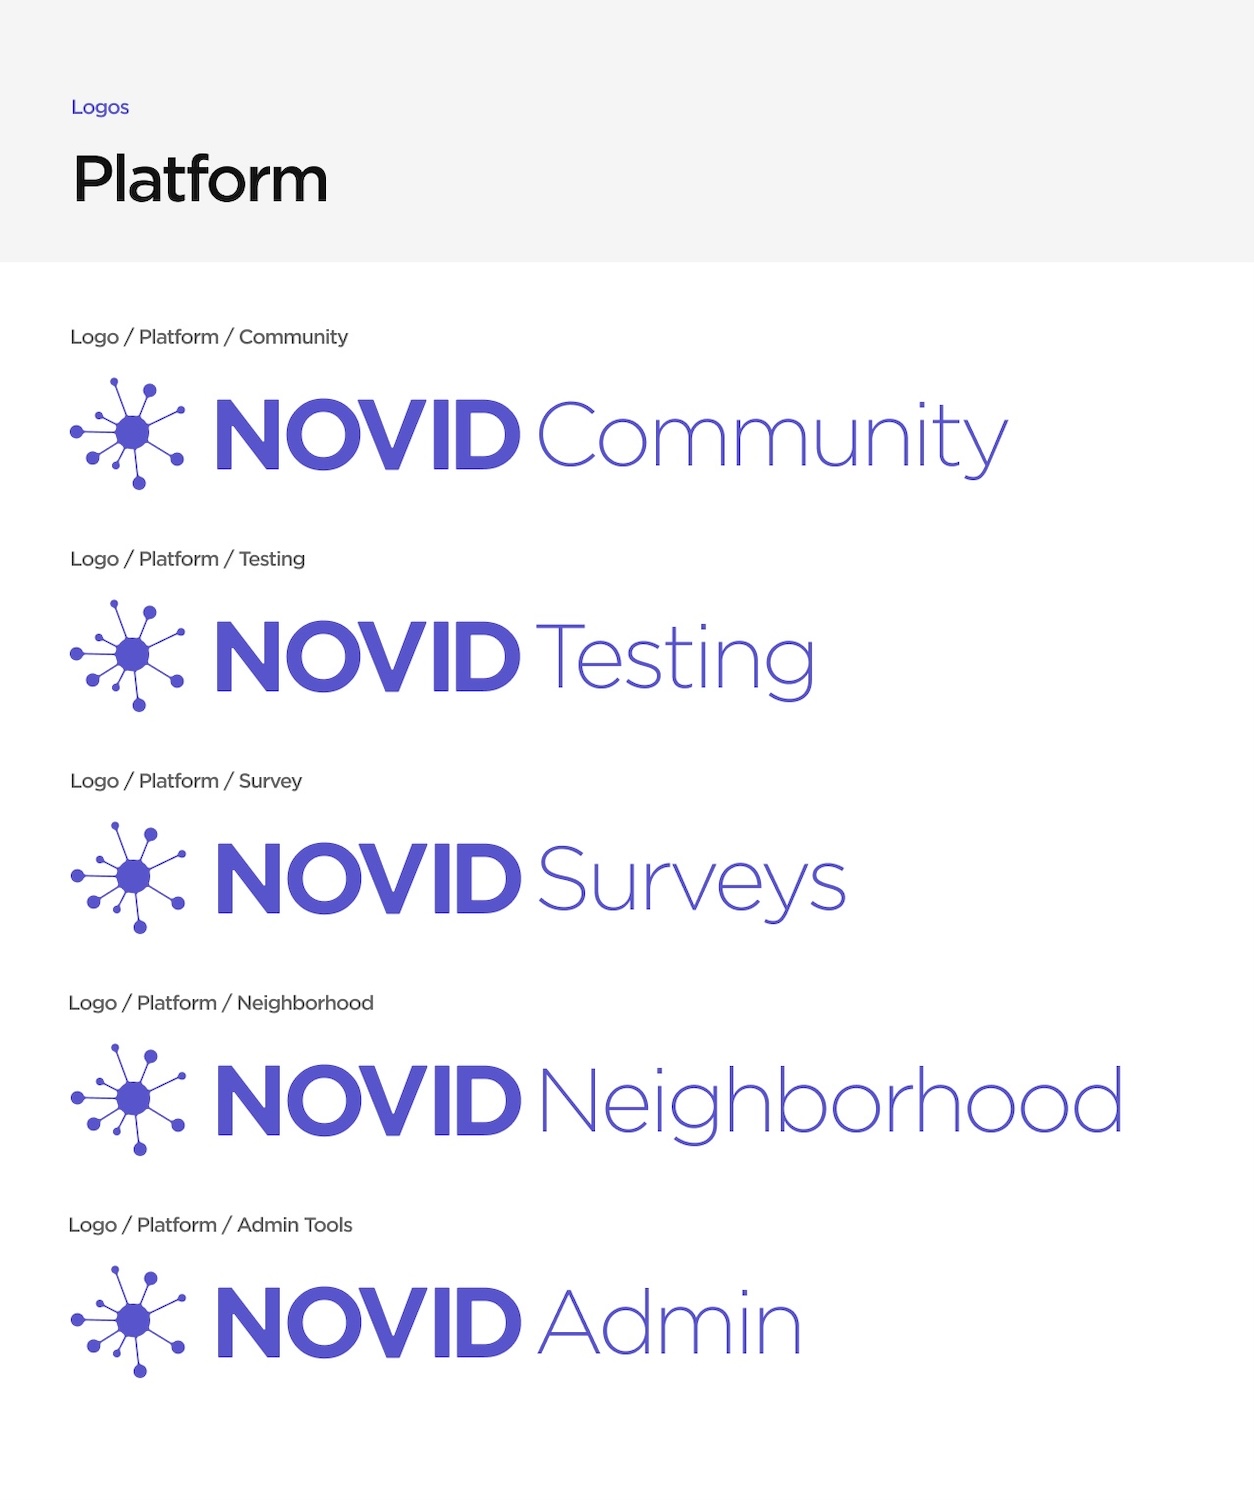 Logos
Platform
Logo / Platform / Community
NOVID Community
Logo / Platform / Testing
NOVID Testing
Logo / Platform / Survey
NOVID Surveys
Logo / Platform / Neighborhood
NOVID Neighborhood
Logo / Platform / Admin Tools
NOVID Admin